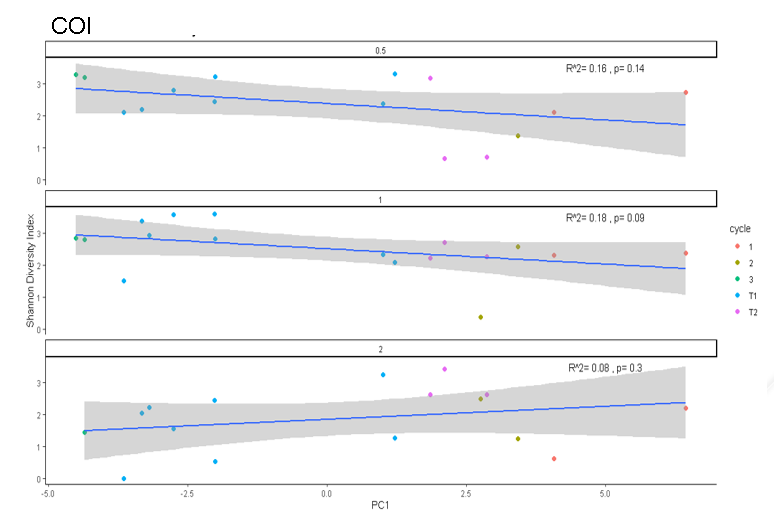 COI
0.5
R^2= 0.16 , p= 0.14
3
2
1
0
1
R^2= 0.18 , p= 0.09
3
2
1
0
Shannon Diversity Index
cycle
1
2
3
T1
T2
2
R^2= 0.08 , p= 0.3
3
2
1
0
-5.0 -2.5 0.0 2.5 5.0
PC1